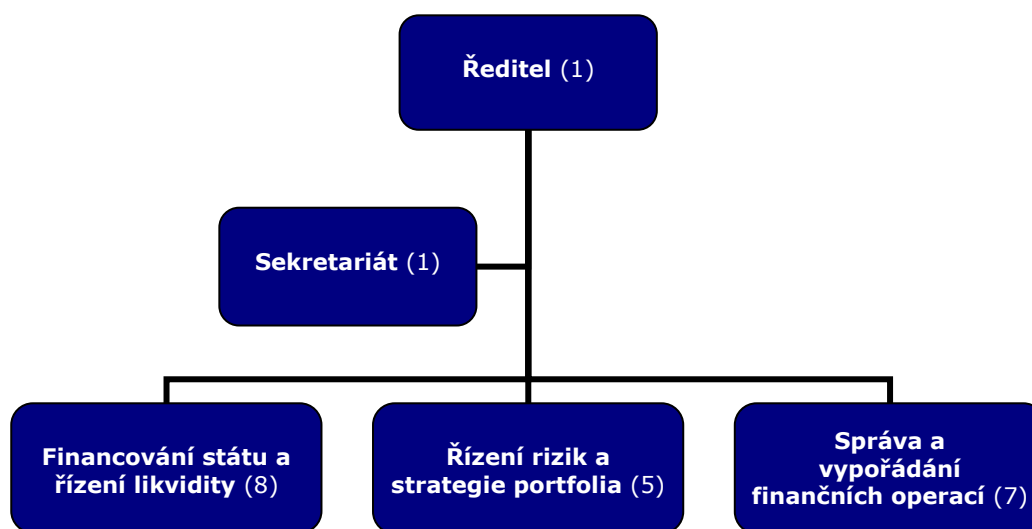 Ředitel (1)
Sekretariát (1)
Financování státu a
řízení likvidity (8)
Řízení rizik a
strategie portfolia (5)
Správa a
vypořádání
finančních operací (7)